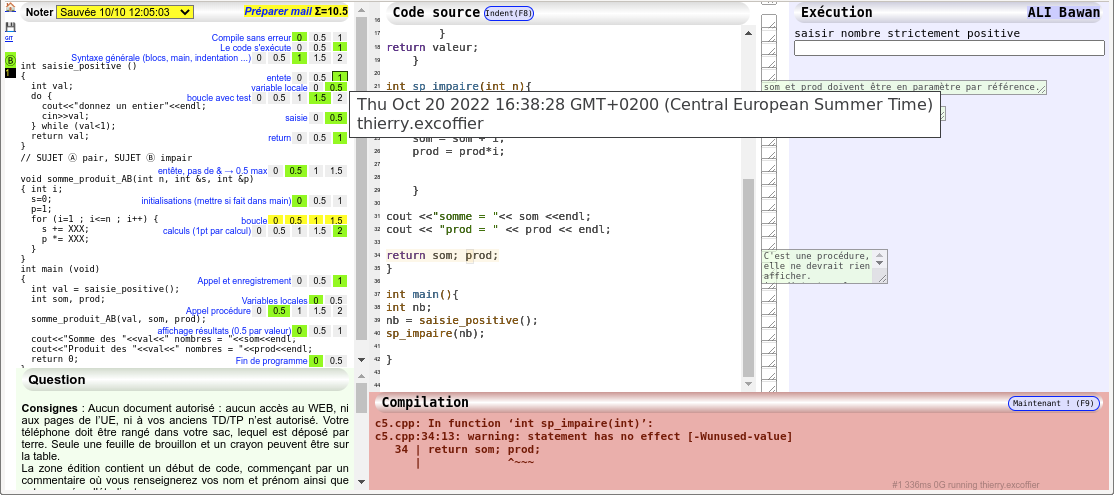 Noter Sauvée 10/10 12:05:03 Préparer mail Σ=10.5
Compile sans erreur 0 0.5 1
Le code s'exécute 0 0.5 1
Syntaxe générale (blocs, main, indentation ...) 0 0.5 1 1.5 2
int saisie_positive ()
{
entete 0 0.5 1
int val;
variable locale 0 0.5
do {
boucle avec test 0 0.5 1 1.5 2
cout<<"donnez un entier"<<endl;
cin>>val;
saisie 0 0.5
} while (val<1);
return val;
return 0 0.5 1
}
// SUJET Ⓐ pair, SUJET Ⓑ impair
entête, pas de & → 0.5 max 0 0.5 1 1.5
void somme_produit_AB(int n, int &s, int &p)
{ int i;
s=0;
initialisations (mettre si fait dans main) 0 0.5 1
p=1;
for (i=1 ; i<=n ; i++) {
boucle 0 0.5 1 1.5
s += XXX;
calculs (1pt par calcul) 0 0.5 1 1.5 2
p *= XXX;
}
}
int main (void)
{
Appel et enregistrement 0 0.5 1
int val = saisie_positive();
int som, prod;
Variables locales 0 0.5
Appel procédure 0 0.5 1 1.5 2
somme_produit_AB(val, som, prod);
affichage résultats (0.5 par valeur) 0 0.5 1
cout<<"Somme des "<<val<<" nombres = "<<som<<endl;
cout<<"Produit des "<<val<<" nombres = "<<prod<<endl;
return 0;
Fin de programme 0 0.5
Question
Consignes : Aucun document autorisé : aucun accès au WEB, ni
aux pages de l'UE, ni à vos anciens TD/TP n'est autorisé. Votre
téléphone doit être rangé dans votre sac, lequel est déposé par
terre. Seule une feuille de brouillon et un crayon peuvent être sur
la table.
La zone édition contient un début de code, commençant par un
commentaire où vous renseignerez vos nom et prénom ainsi que
Code source Indent(F8)
16
17 }
18 return valeur;
19 }
20
21 int sp_impaire(int n){
Thu Oct 20 2022 16:38:28 GMT+0200 (Central European Summer Time)
thierry.excoffier
som = som + i;
26 prod = prod*i;
27
28
29 }
30
31 cout <<"somme = "<< som <<endl;
32 cout << "prod = " << prod << endl;
33
34 return som; prod;
35 }
36
37 int main(){
38 int nb;
39 nb = saisie_positive();
40 sp_impaire(nb);
41
42 }
43
44
som et prod doivent être en paramètre par référence.
C'est une procédure,
elle ne devrait rien
afficher.
Exécution ALI Bawan
saisir nombre strictement positive
Compilation Maintenant ! (F9)
c5.cpp: In function ‘int sp_impaire(int)’:
c5.cpp:34:13: warning: statement has no effect [-Wunused-value]
34 | return som; prod;
| ^~~~
#1 336ms 0G running thierry.excoffier